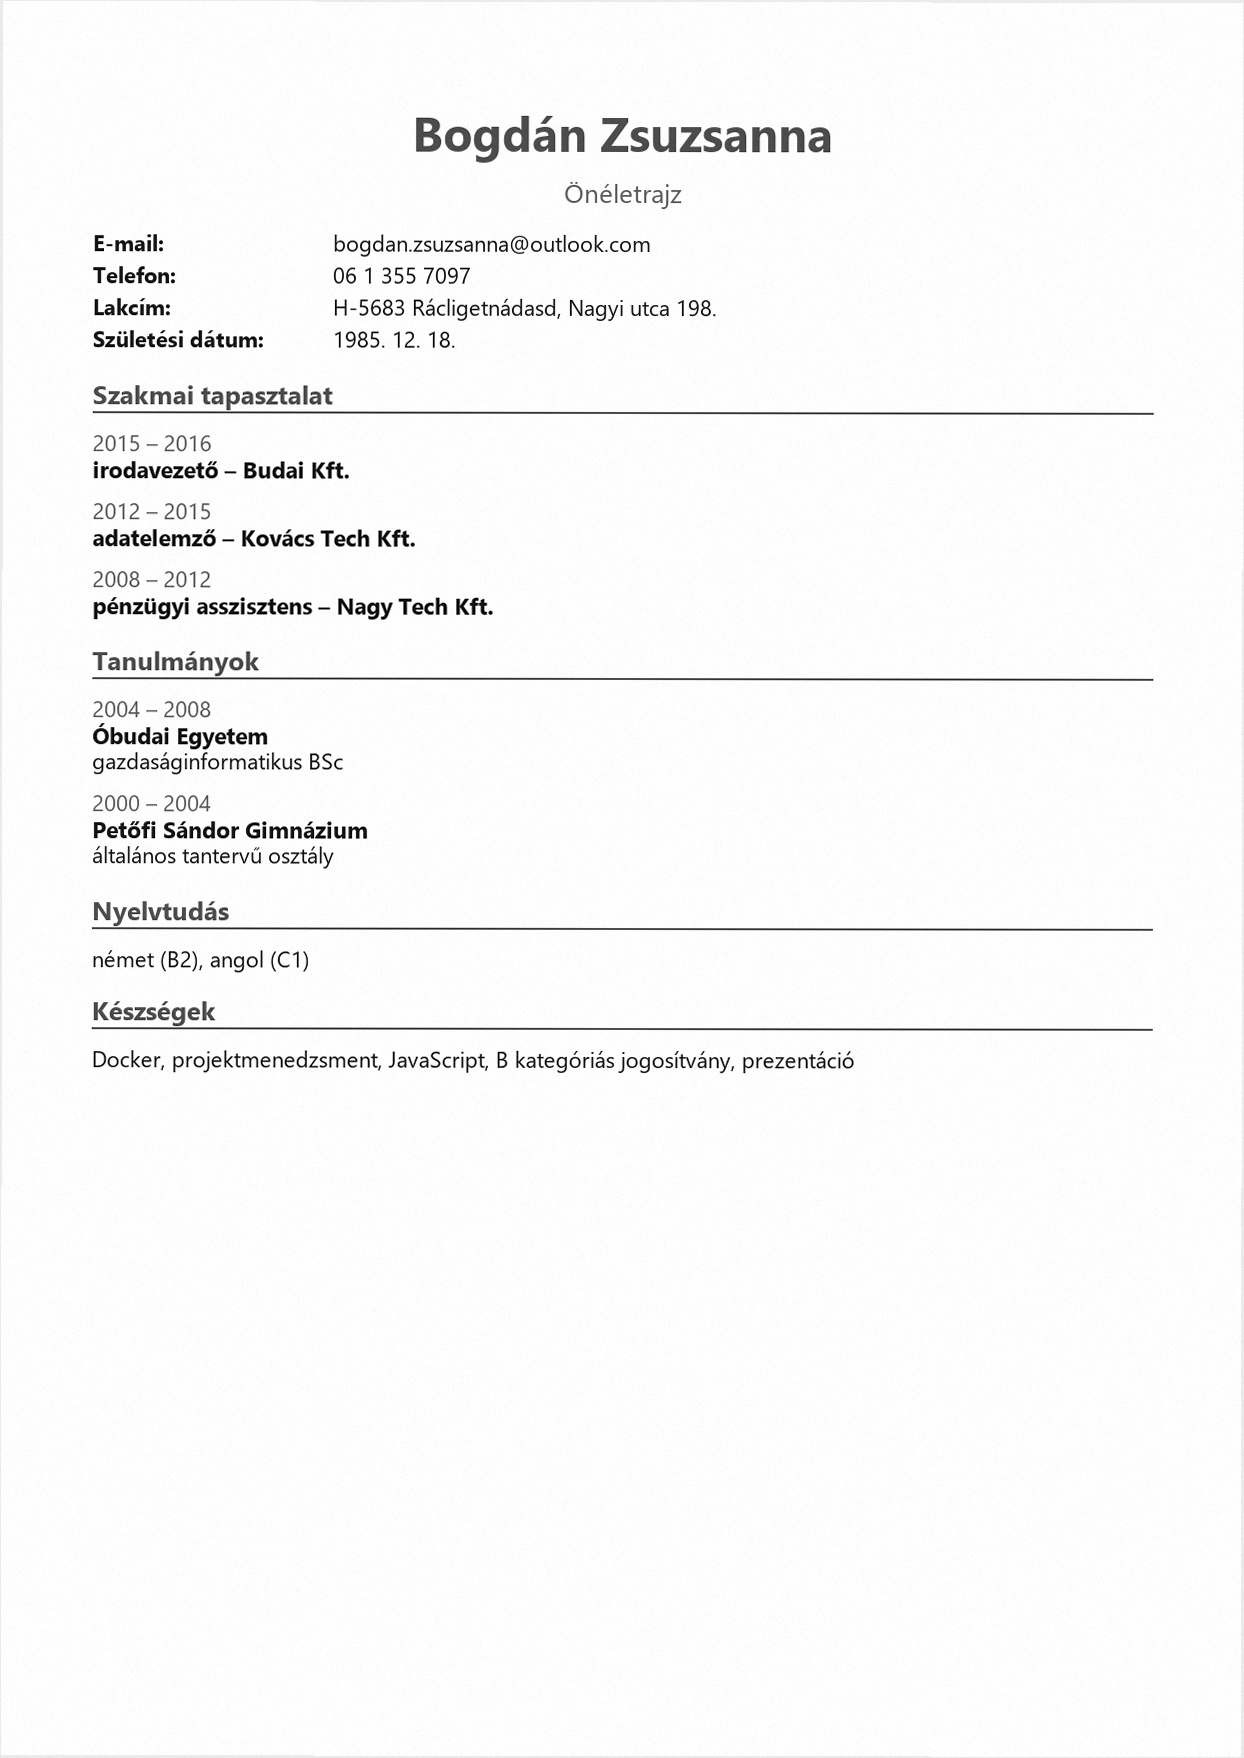 Bogdán Zsuzsanna
Önéletrajz
E-mail: bogdan.zsuzsanna@outlook.com
Telefon: 06 1 355 7097
Lakcím: H-5683 Rácligetnádasd, Nagyi utca 198.
Születési dátum: 1985. 12. 18.
Szakmai tapasztalat
2015 – 2016
irodavezető – Budai Kft.
2012 – 2015
adatelemző – Kovács Tech Kft.
2008 – 2012
pénzügyi asszisztens – Nagy Tech Kft.
Tanulmányok
2004 – 2008
Óbudai Egyetem
gazdaságinformatikus BSc
2000 – 2004
Petőfi Sándor Gimnázium
általános tantervű osztály
Nyelvtudás
német (B2), angol (C1)
Készségek
Docker, projektmenedzsment, JavaScript, B kategóriás jogosítvány, prezentáció